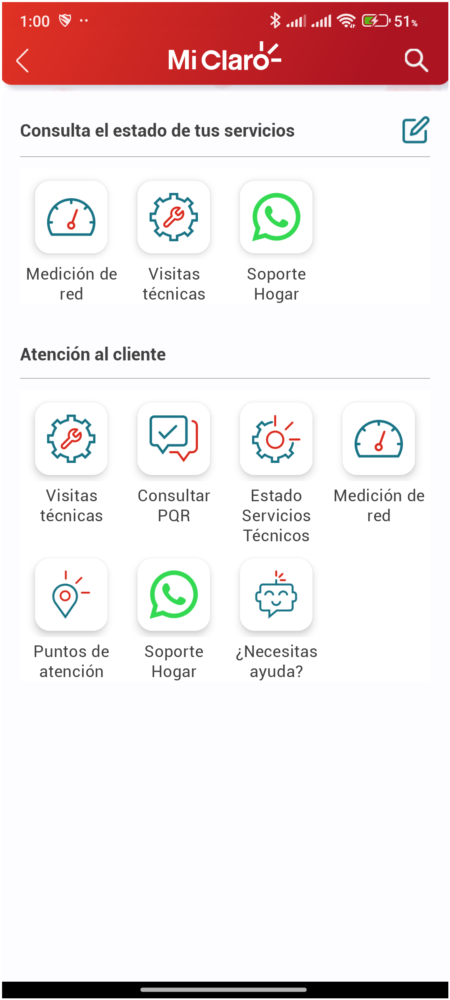 1:00
51%
Mi Claro
Consulta el estado de tus servicios
Medición de
red
Visitas
técnicas
Soporte
Hogar
Atención al cliente
Visitas
técnicas
Consultar
PQR
Estado
Servicios
Técnicos
Medición de
red
Puntos de
atención
Soporte
Hogar
¿Necesitas
ayuda?